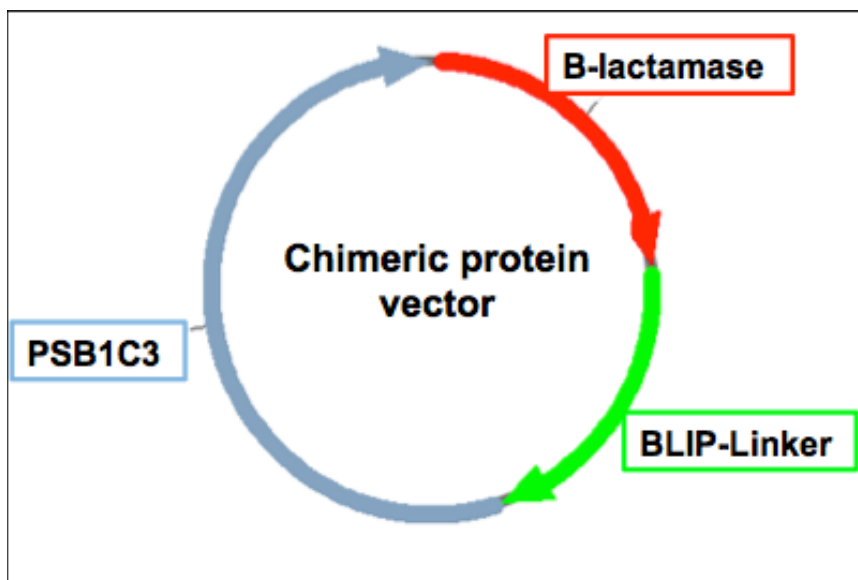 B-lactamase
Chimeric protein
vector
PSB1C3
BLIP-Linker